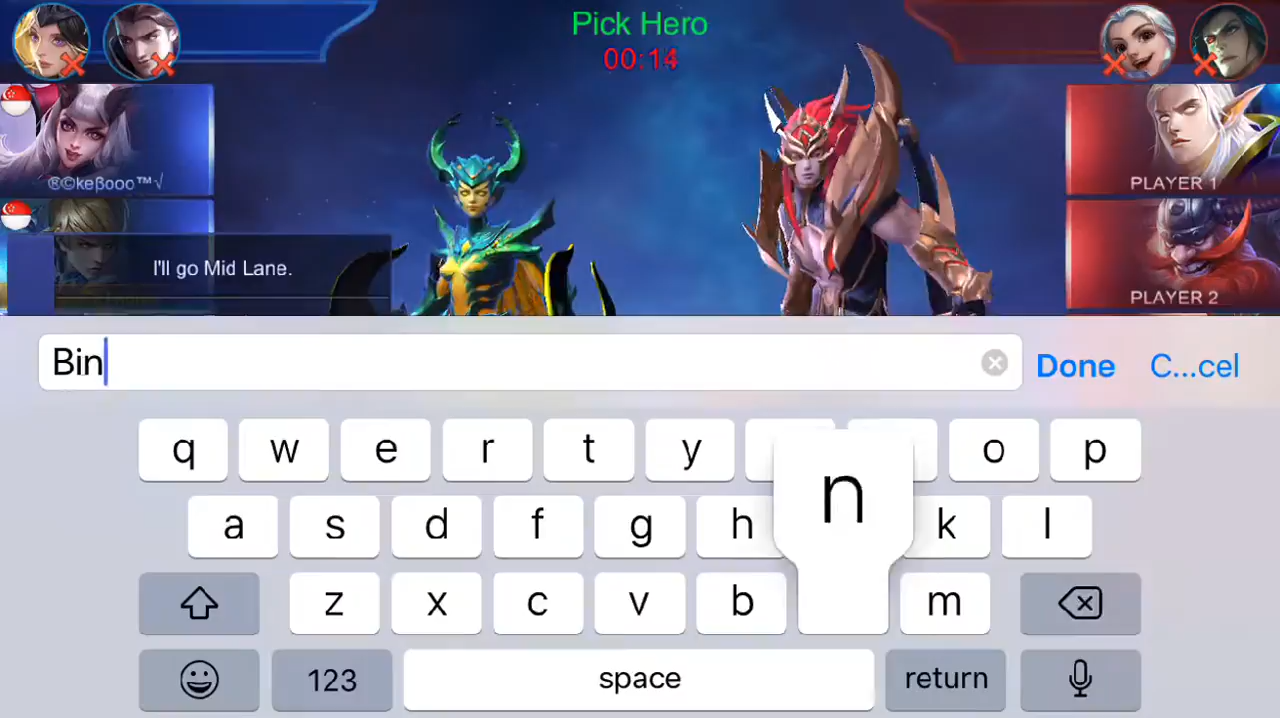 Pick Hero
00:14
®©keβooo™√
PLAYER 1
I'll go Mid Lane.
PLAYER 2
Bin
Done
C...cel
q w e r t y o p
n
a s d f g h k l
z x c v b m
123 space return